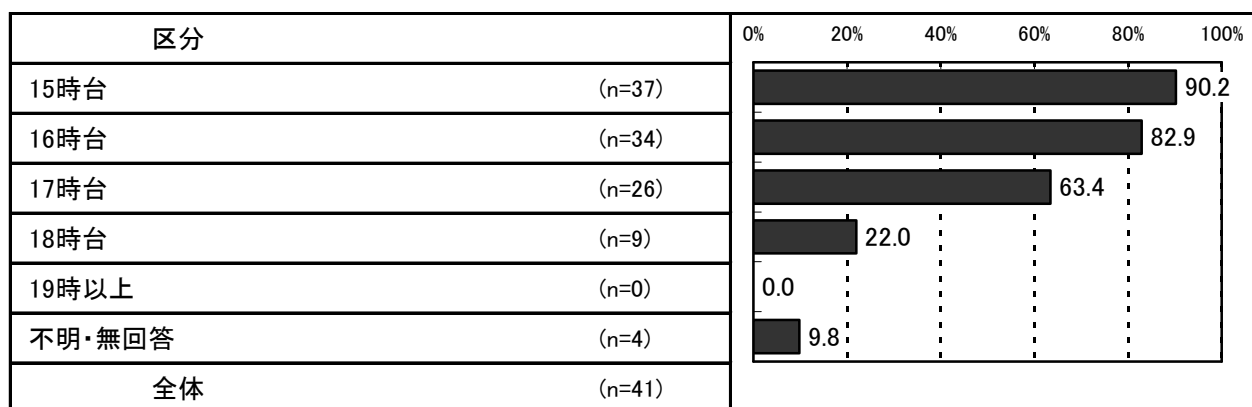 区分 0% 20% 40% 60% 80% 100%
15時台 (n=37) 90.2
16時台 (n=34) 82.9
17時台 (n=26) 63.4
18時台 (n=9) 22.0
19時以上 (n=0) 0.0
不明・無回答 (n=4) 9.8
全体 (n=41)